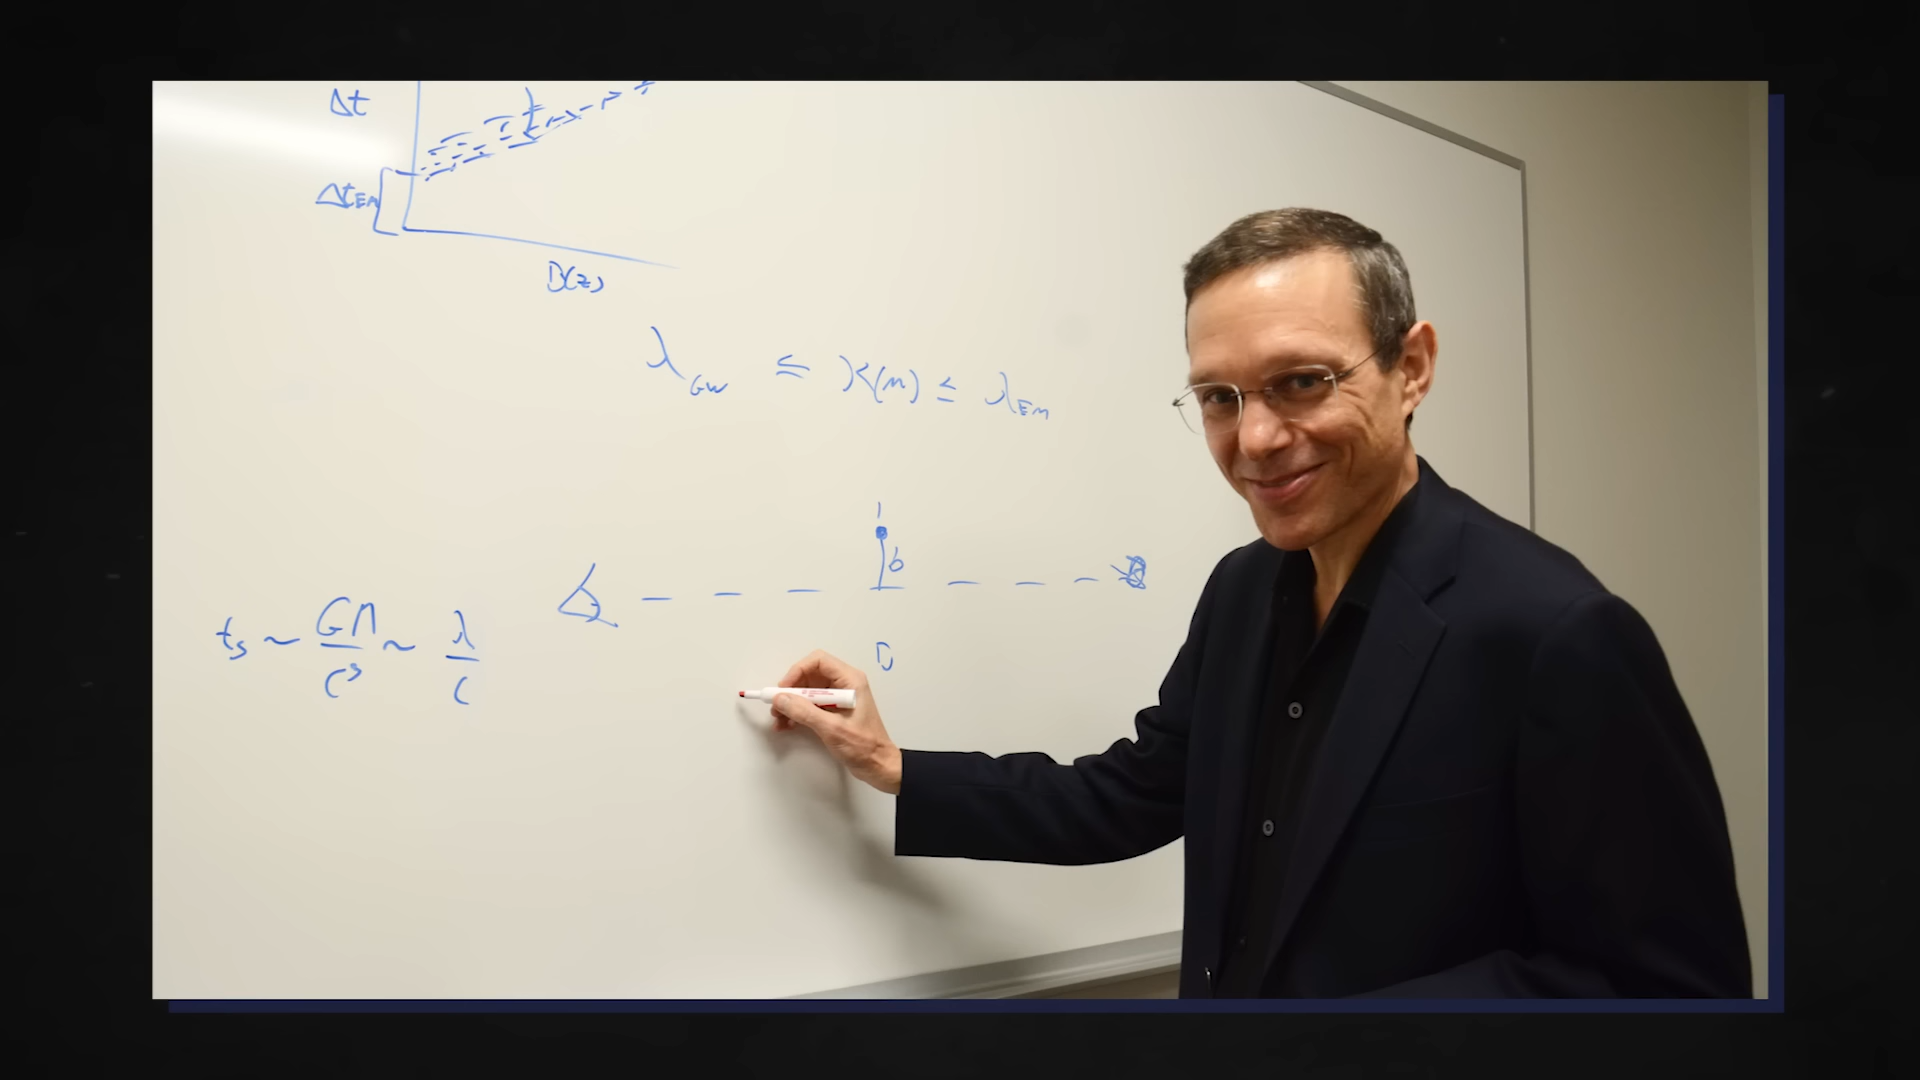 Δt
Δt_EM
D(z)
λ_GW ≤ R(M) ≤ λ_EM
b
t_s ~ GM/c³ ~ λ/c
D